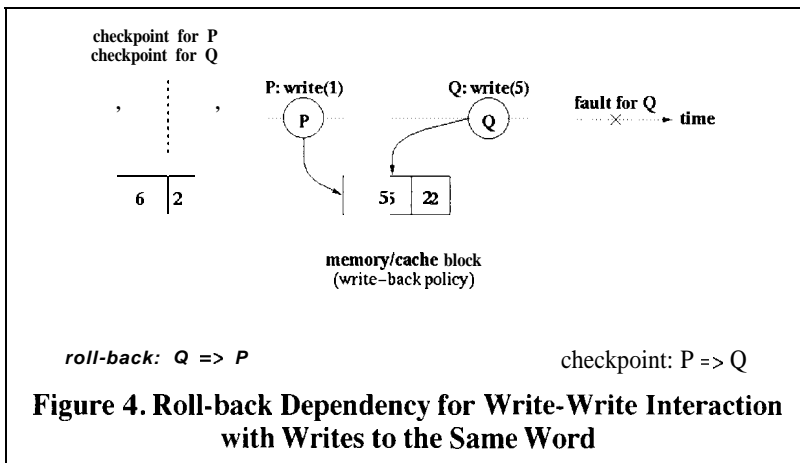 checkpoint for P
checkpoint for Q
P: write(1)
Q: write(5)
fault for Q
P
Q
time
6 2
55 22
memory/cache block
(write-back policy)
roll-back: Q => P
checkpoint: P => Q
Figure 4. Roll-back Dependency for Write-Write Interaction
with Writes to the Same Word